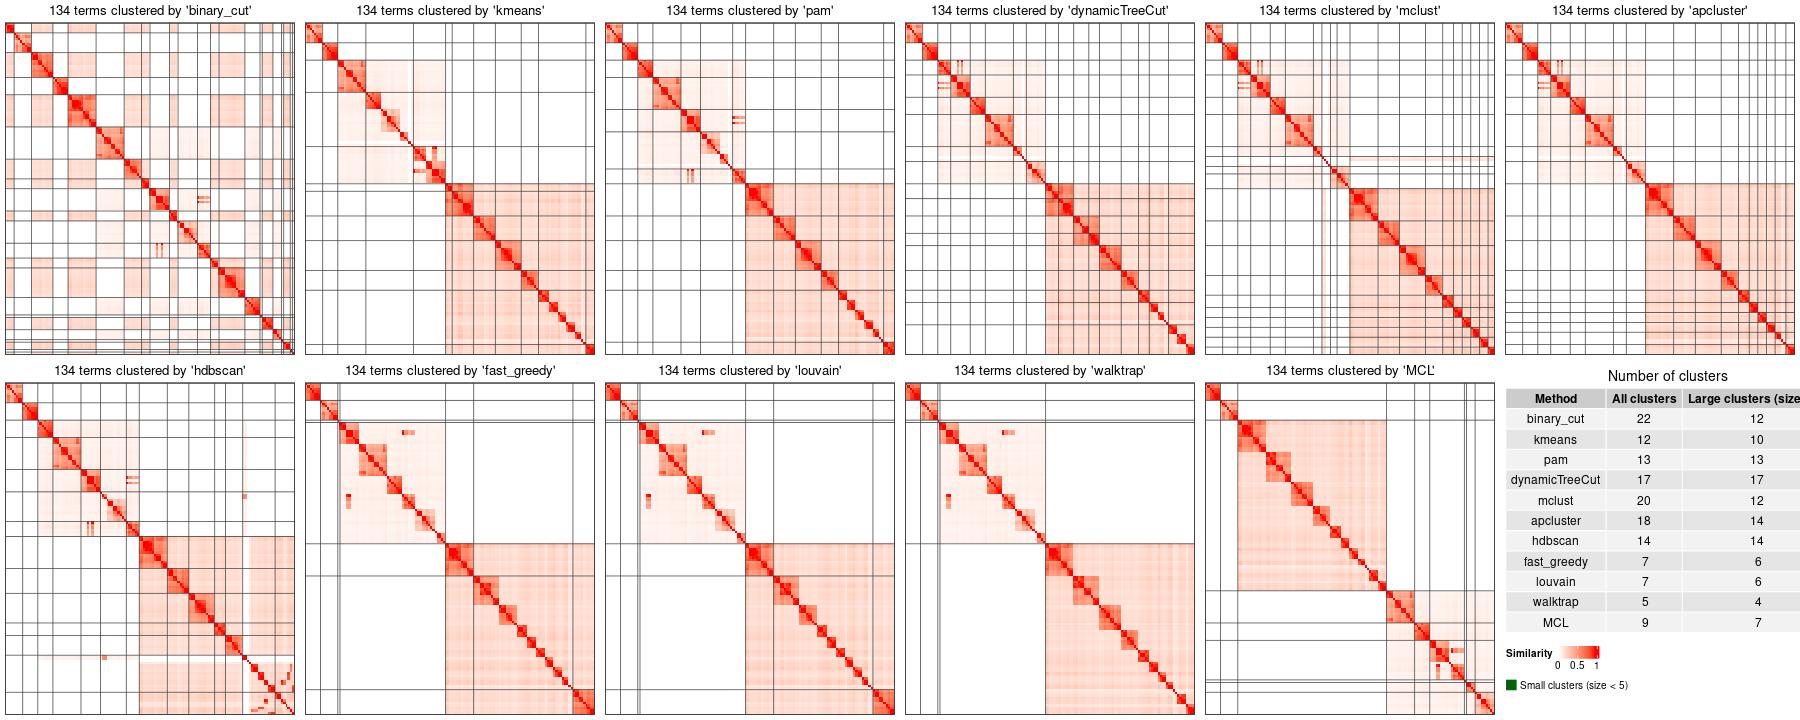 134 terms clustered by 'binary_cut'
134 terms clustered by 'kmeans'
134 terms clustered by 'pam'
134 terms clustered by 'dynamicTreeCut'
134 terms clustered by 'mclust'
134 terms clustered by 'apcluster'
134 terms clustered by 'hdbscan'
134 terms clustered by 'fast_greedy'
134 terms clustered by 'louvain'
134 terms clustered by 'walktrap'
134 terms clustered by 'MCL'
Number of clusters
Method All clusters Large clusters (size
binary_cut 22 12
kmeans 12 10
pam 13 13
dynamicTreeCut 17 17
mclust 20 12
apcluster 18 14
hdbscan 14 14
fast_greedy 7 6
louvain 7 6
walktrap 5 4
MCL 9 7
Similarity
0 0.5 1
Small clusters (size < 5)